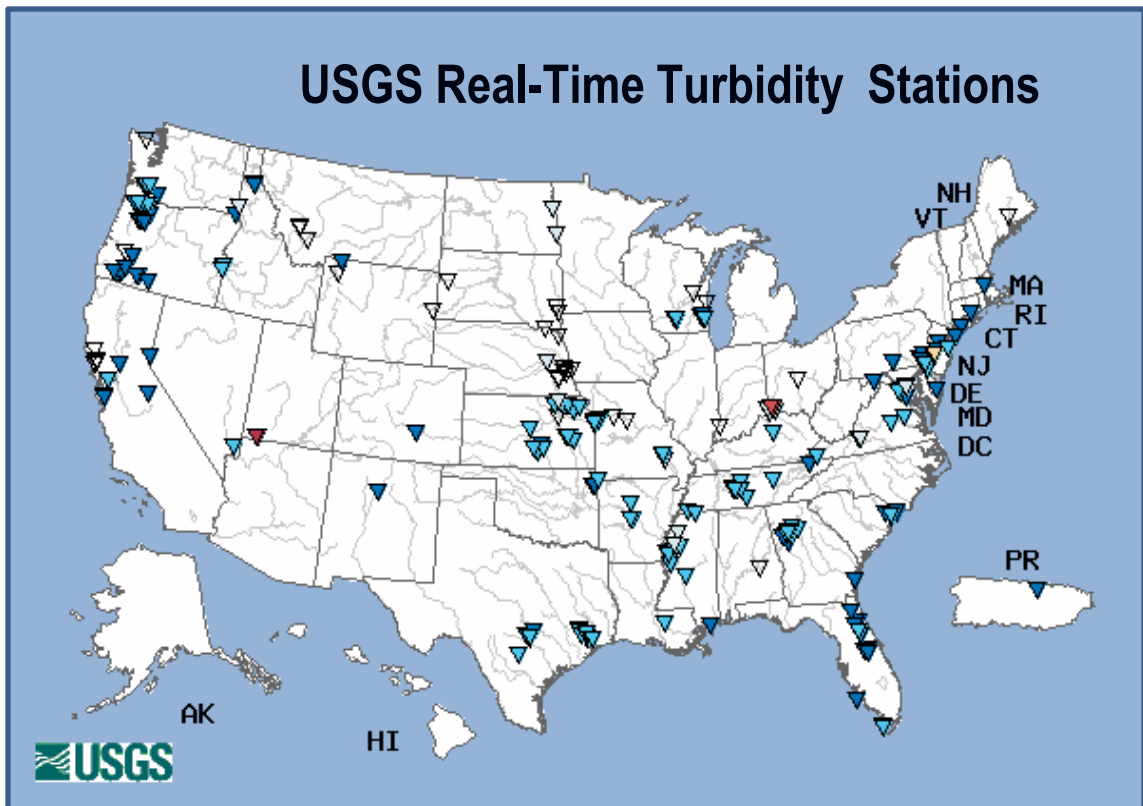 USGS Real-Time Turbidity Stations
NH
VT
MA
RI
CT
NJ
DE
MD
DC
PR
AK
HI
USGS